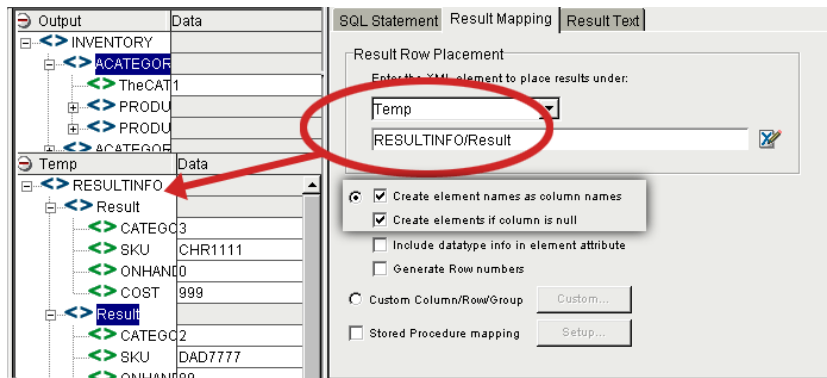 Output Data
INVENTORY
ACATEGOR
TheCAT 1
PRODU
PRODU
ACATEGOR
Temp Data
RESULTINFO
Result
CATEGO 3
SKU CHR1111
ONHAND 0
COST 999
Result
CATEGO 2
SKU DAD7777
SQL Statement Result Mapping Result Text
Result Row Placement
Enter the XML element to place results under:
Temp
RESULTINFO/Result
Create element names as column names
Create elements if column is null
Include datatype info in element attribute
Generate Row numbers
Custom Column/Row/Group Custom...
Stored Procedure mapping Setup...